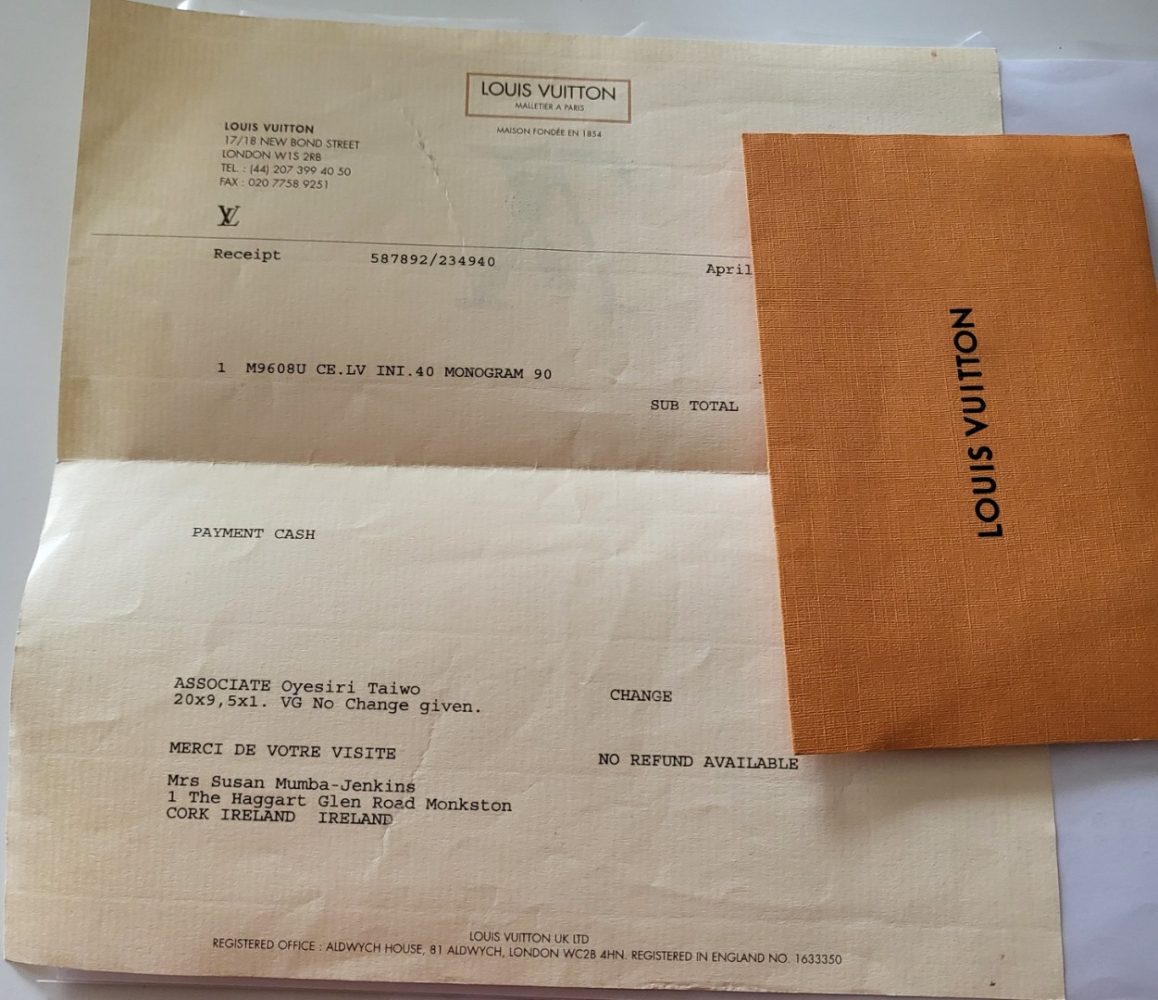 LOUIS VUITTON
MALLETIER A PARIS
MAISON FONDÉE EN 1854
LOUIS VUITTON
17/18 NEW BOND STREET
LONDON W1S 2RB
TEL. : (44) 207 399 40 50
FAX : 020 7758 9251
LV
Receipt 587892/234940 April
1 M9608U CE.LV INI.40 MONOGRAM 90
SUB TOTAL
PAYMENT CASH
ASSOCIATE Oyesiri Taiwo CHANGE
20x9,5x1. VG No Change given.
MERCI DE VOTRE VISITE NO REFUND AVAILABLE
Mrs Susan Mumba-Jenkins
1 The Haggart Glen Road Monkston
CORK IRELAND IRELAND
LOUIS VUITTON UK LTD
REGISTERED OFFICE : ALDWYCH HOUSE, 81 ALDWYCH, LONDON WC2B 4HN. REGISTERED IN ENGLAND NO. 1633350
LOUIS VUITTON